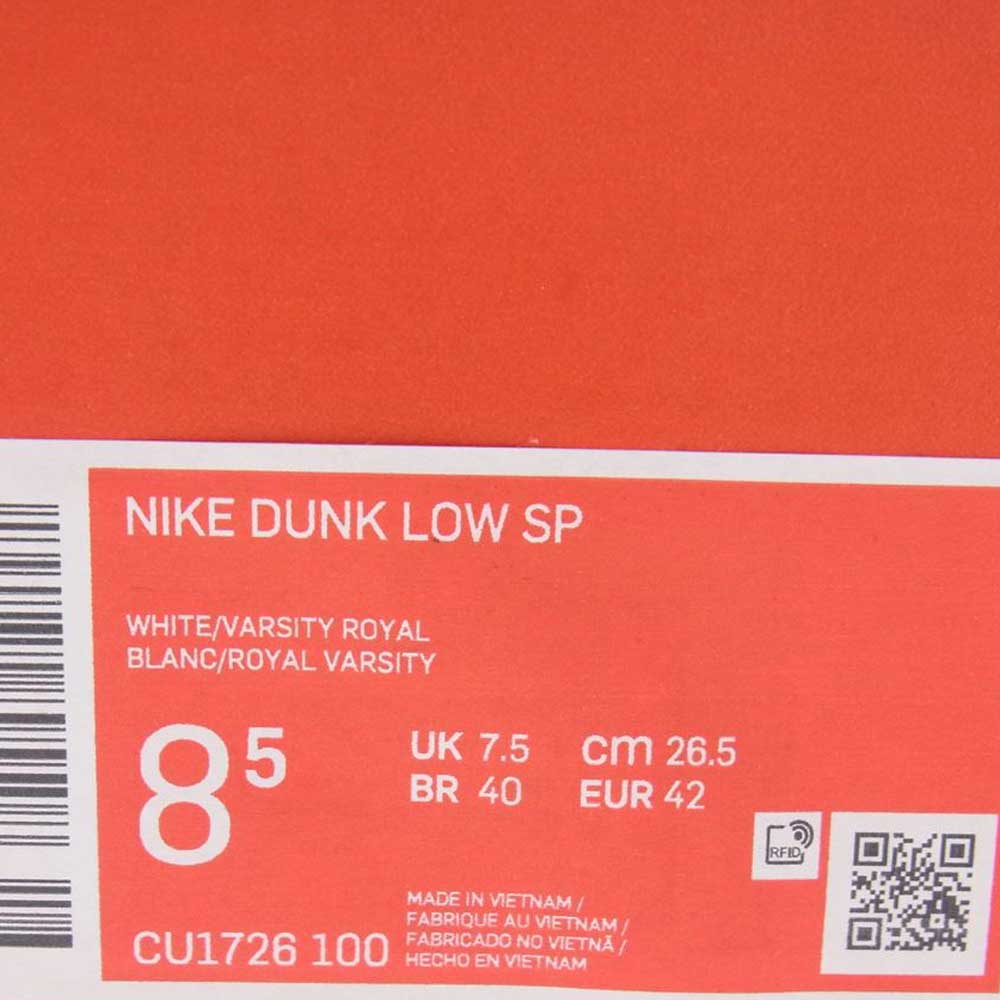 NIKE DUNK LOW SP
WHITE/VARSITY ROYAL
BLANC/ROYAL VARSITY
8 5
UK 7.5 cm 26.5
BR 40 EUR 42
RFID
CU1726 100
MADE IN VIETNAM /
FABRIQUE AU VIETNAM /
FABRICADO NO VIETNÃ /
HECHO EN VIETNAM